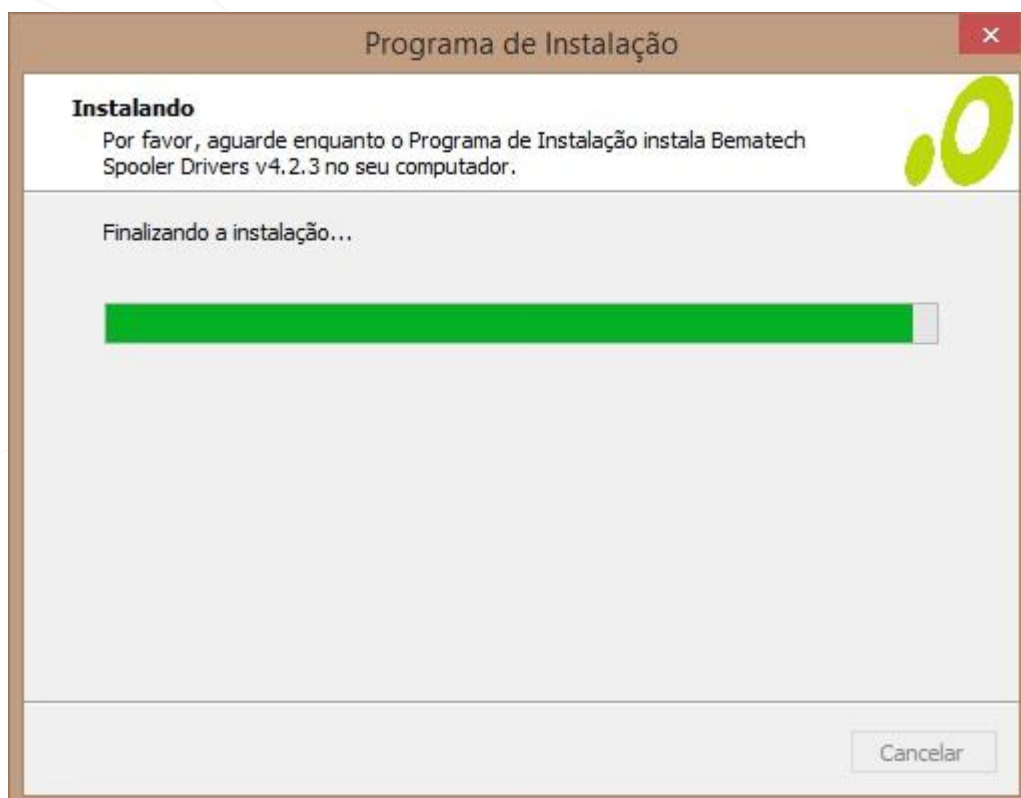 Programa de Instalação
Instalando
Por favor, aguarde enquanto o Programa de Instalação instala Bematech
Spooler Drivers v4.2.3 no seu computador.
Finalizando a instalação...
Cancelar